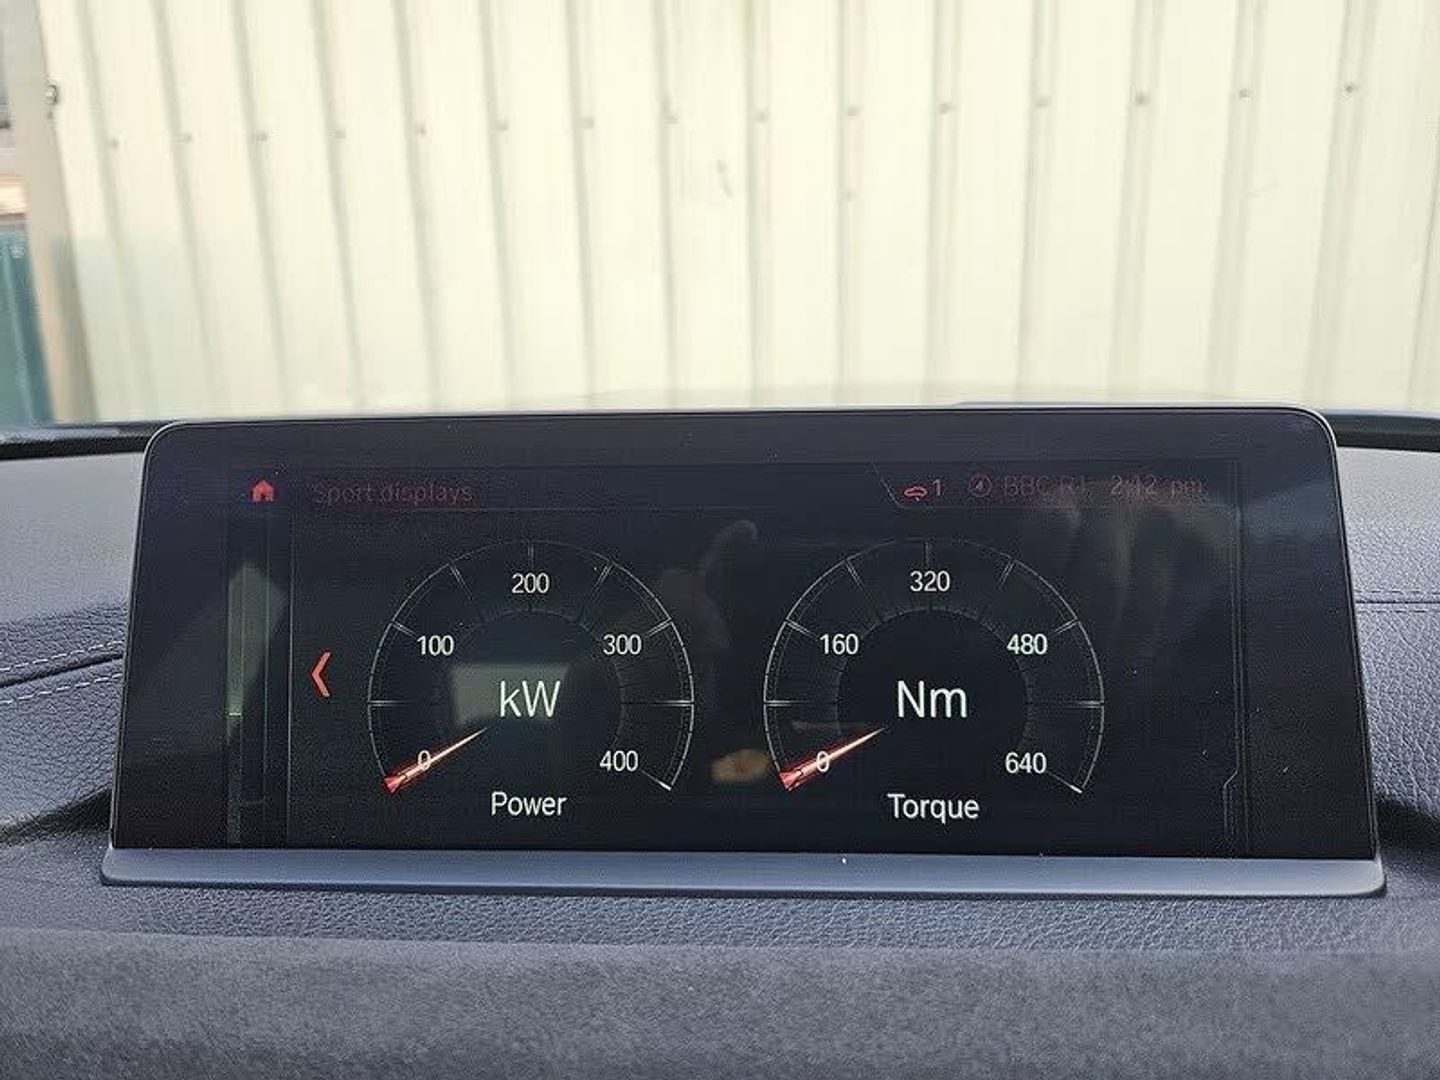 Sport displays
1 BBC R1 2:12 pm
200
100 300
kW
0 400
Power
320
160 480
Nm
0 640
Torque